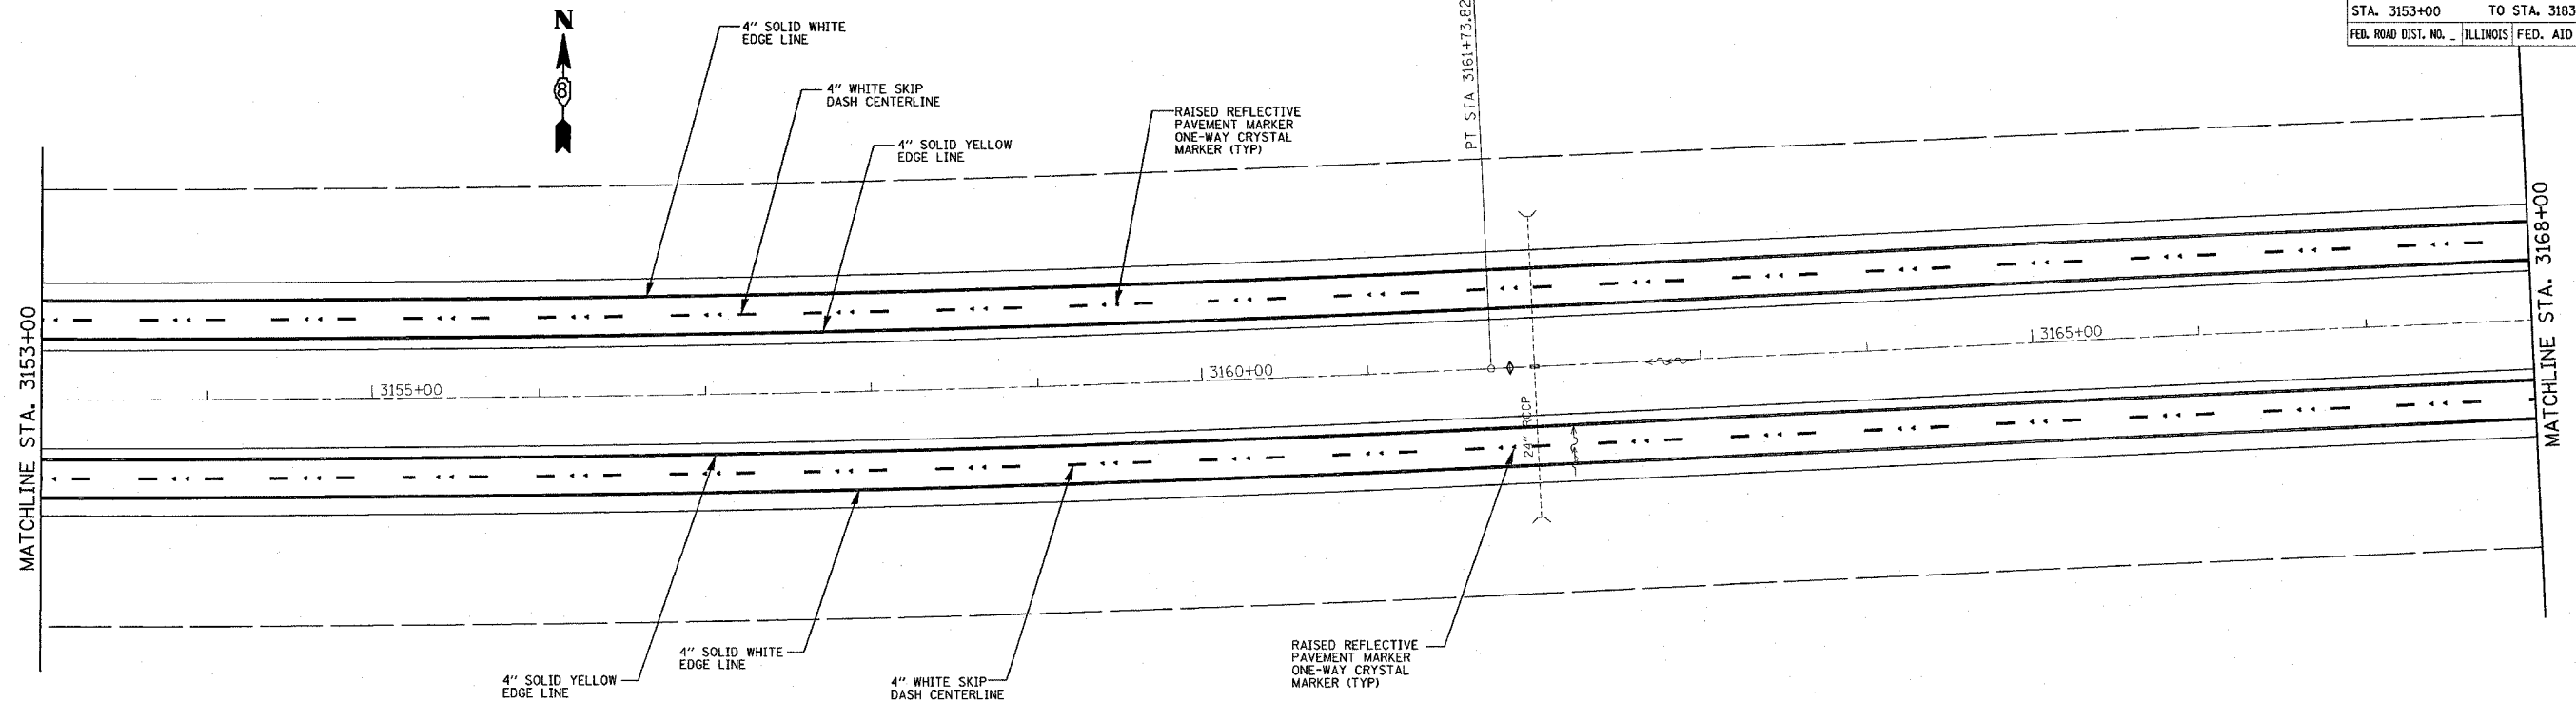 STA. 3153+00 TO STA. 3183
FED. ROAD DIST. NO. _ ILLINOIS FED. AID
N
8
4" SOLID WHITE
EDGE LINE
4" WHITE SKIP
DASH CENTERLINE
4" SOLID YELLOW
EDGE LINE
RAISED REFLECTIVE
PAVEMENT MARKER
ONE-WAY CRYSTAL
MARKER (TYP)
PT STA 3161+73.82
MATCHLINE STA. 3153+00
3155+00
3160+00
3165+00
MATCHLINE STA. 3168+00
24" RCCP
4" SOLID YELLOW
EDGE LINE
4" SOLID WHITE
EDGE LINE
4" WHITE SKIP
DASH CENTERLINE
RAISED REFLECTIVE
PAVEMENT MARKER
ONE-WAY CRYSTAL
MARKER (TYP)